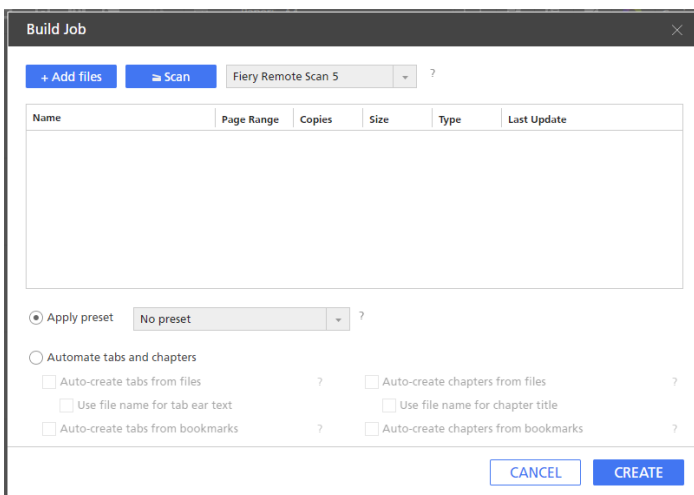 Build Job
+ Add files Scan Fiery Remote Scan 5 ?
Name Page Range Copies Size Type Last Update
Apply preset No preset ?
Automate tabs and chapters
Auto-create tabs from files ? Auto-create chapters from files ?
Use file name for tab ear text Use file name for chapter title
Auto-create tabs from bookmarks ? Auto-create chapters from bookmarks ?
CANCEL CREATE